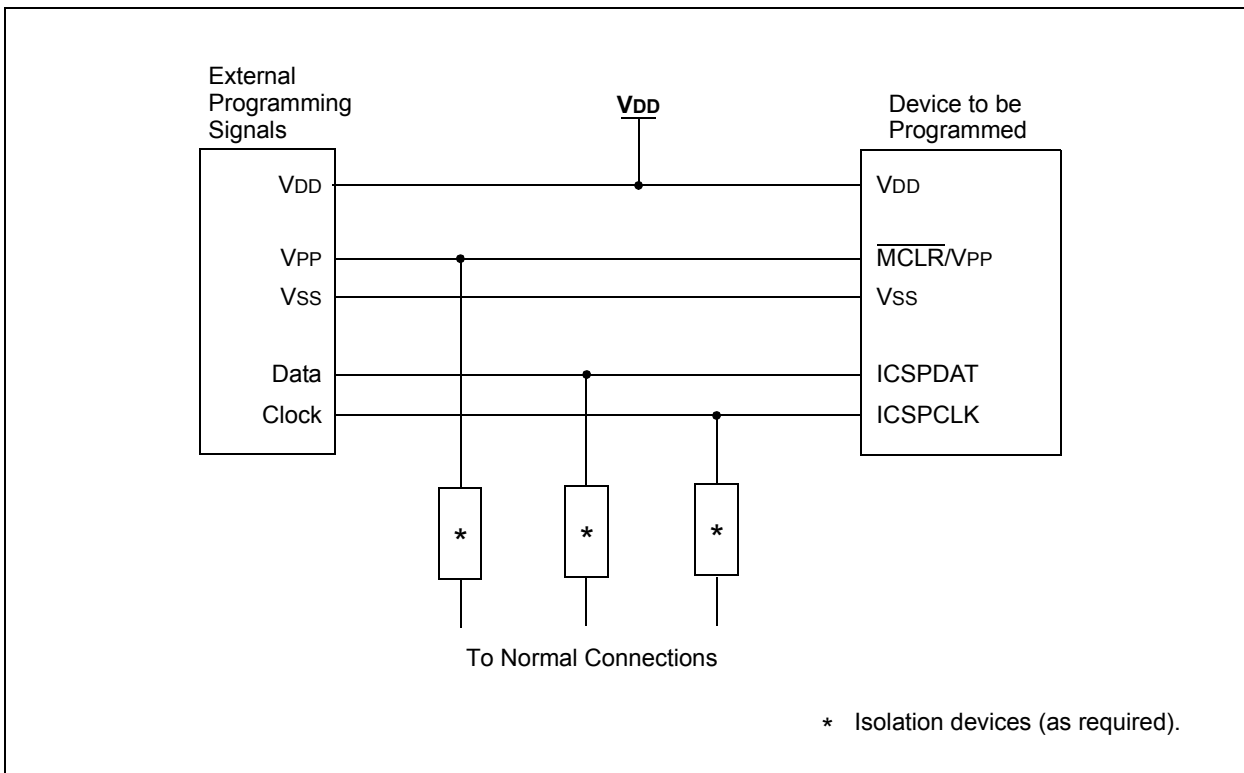 External
Programming
Signals
VDD
Device to be
Programmed
VDD
VDD
VPP
MCLR/VPP
VSS
VSS
Data
ICSPDAT
Clock
ICSPCLK
*
*
*
To Normal Connections
* Isolation devices (as required).